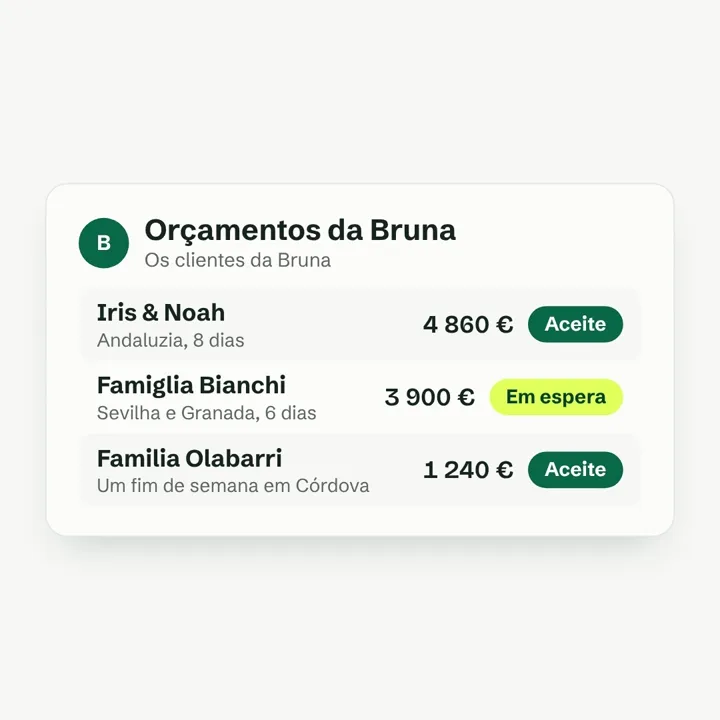 B
Orçamentos da Bruna
Os clientes da Bruna
Iris & Noah
Andaluzia, 8 dias
4 860 €
Aceite
Famiglia Bianchi
Sevilha e Granada, 6 dias
3 900 €
Em espera
Familia Olabarri
Um fim de semana em Córdova
1 240 €
Aceite